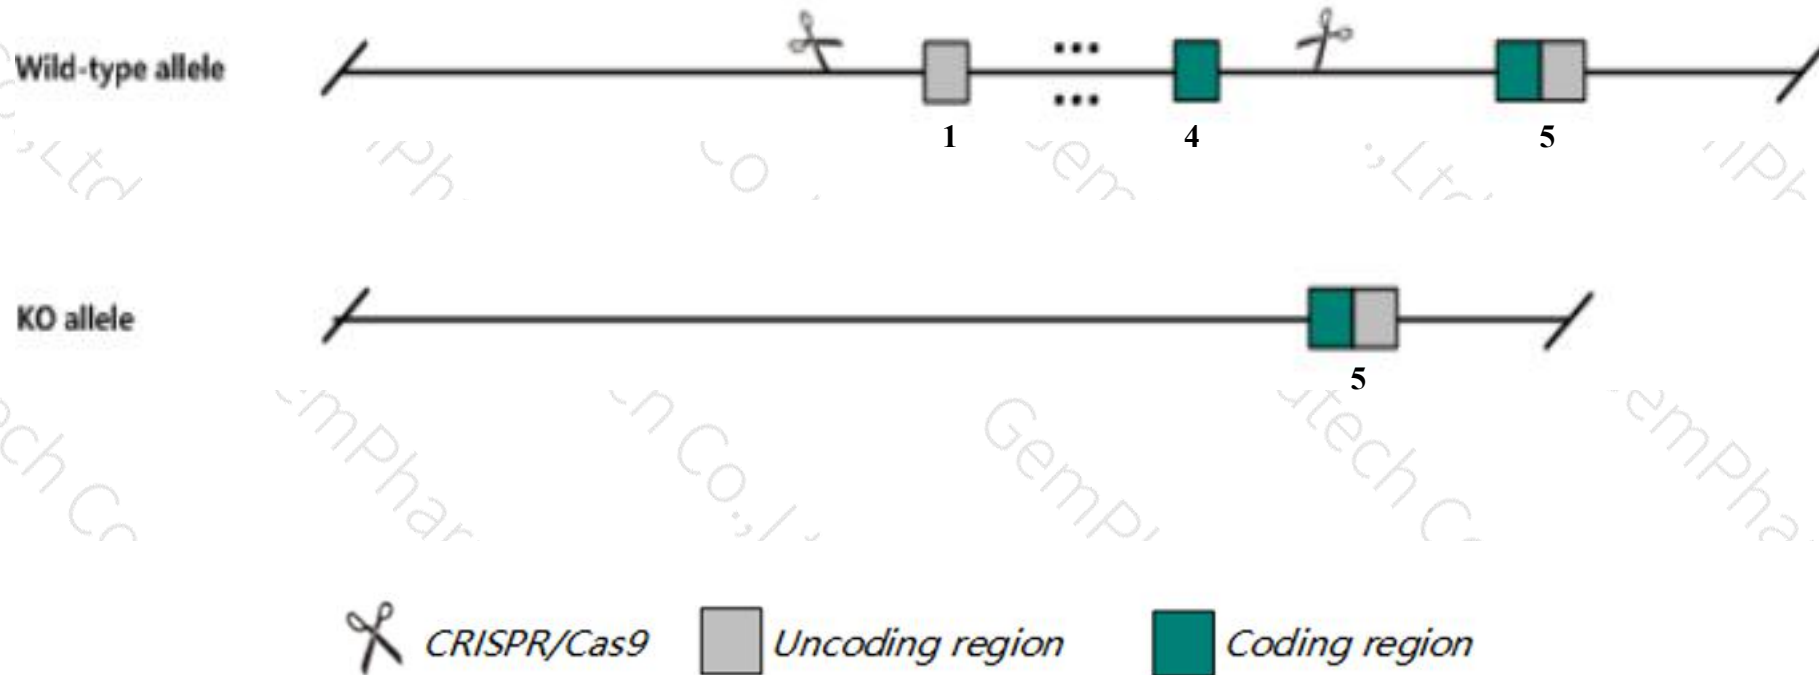 Wild-type allele
1
4
5
KO allele
5
CRISPR/Cas9
Uncoding region
Coding region